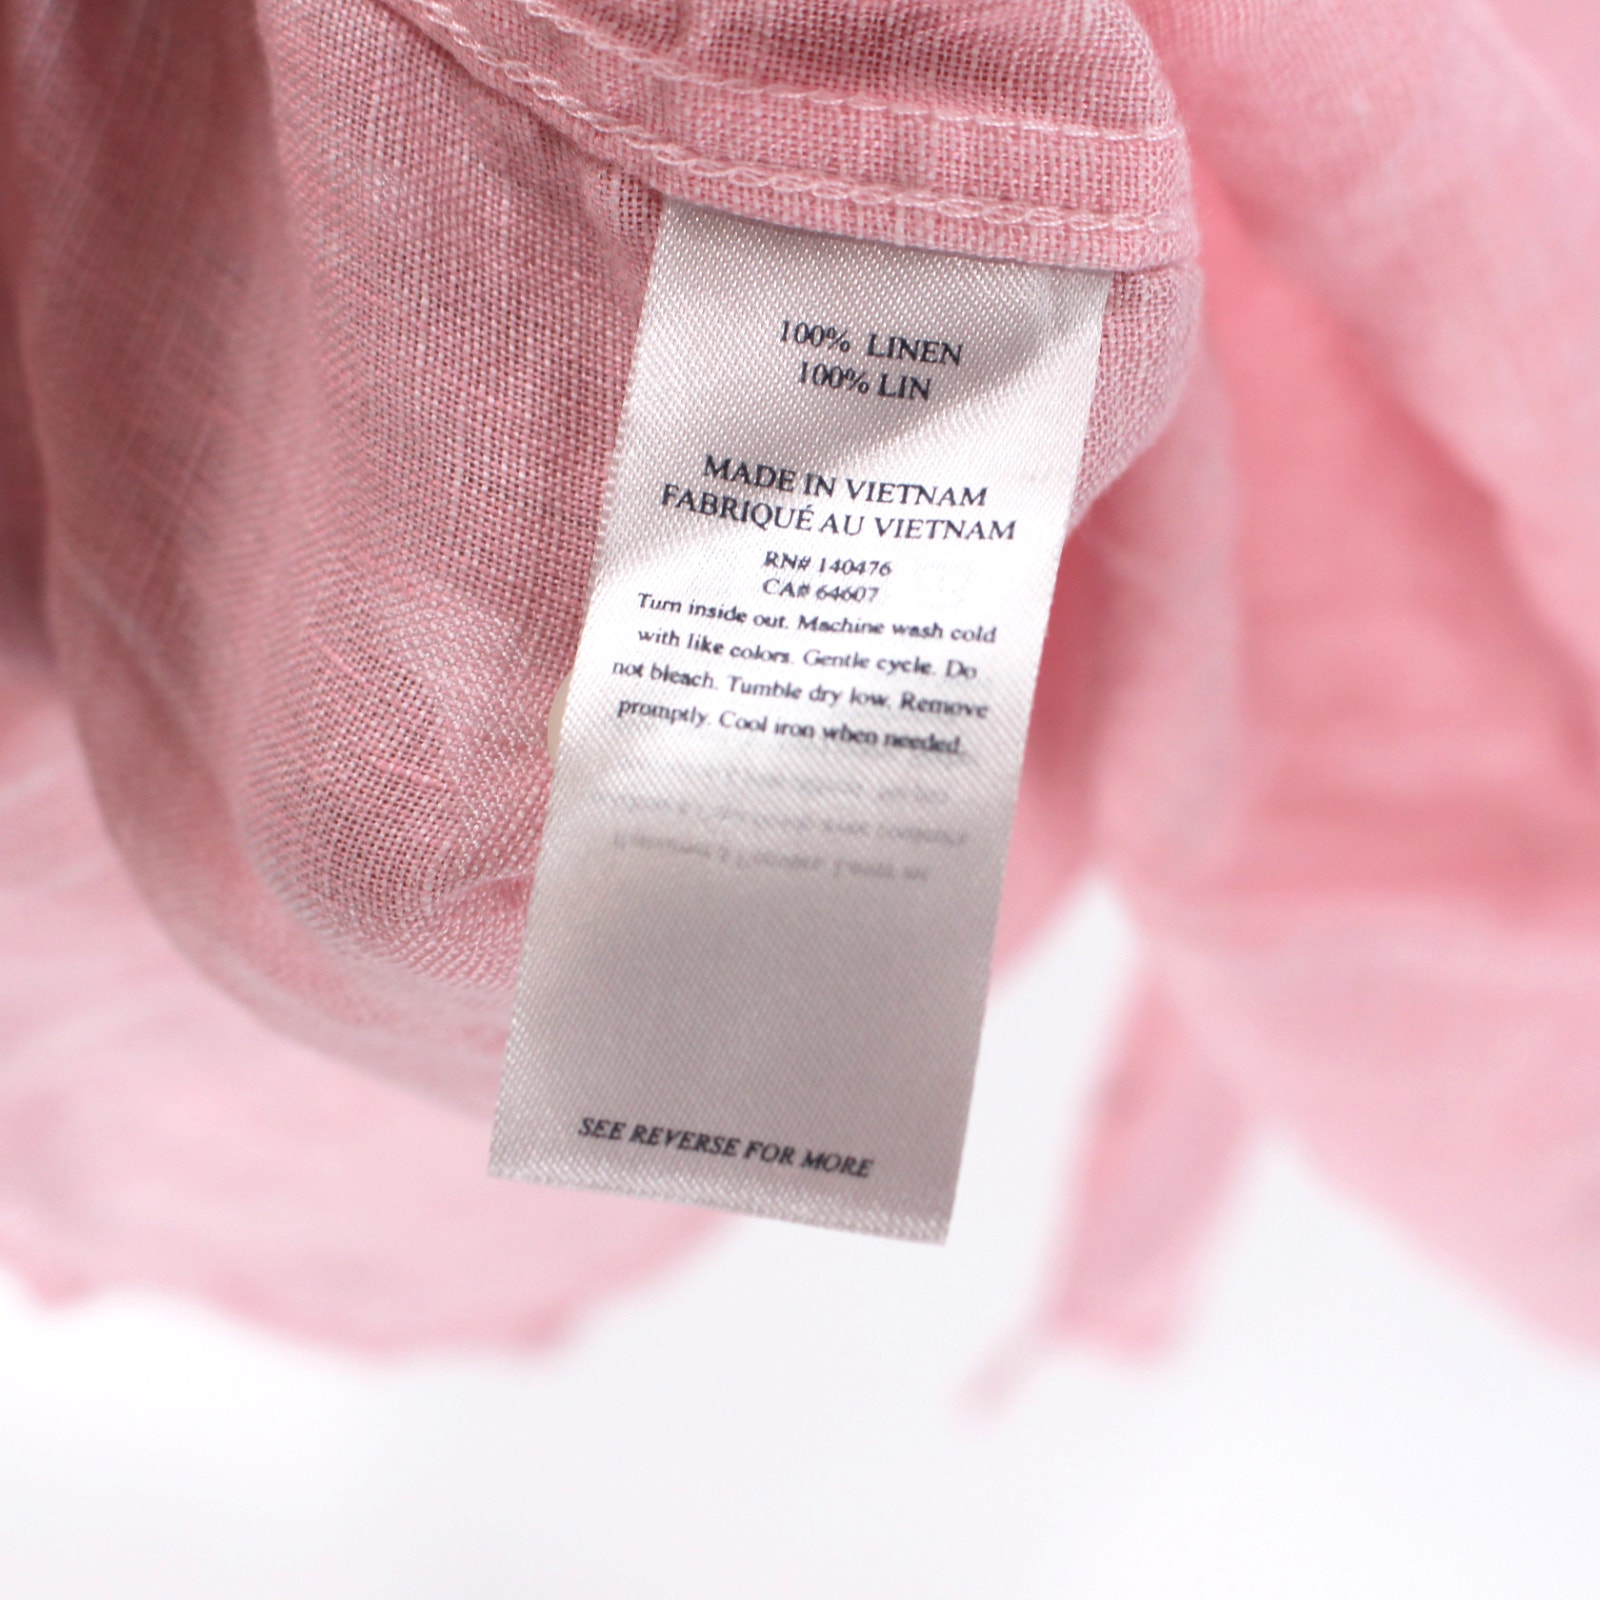 100% LINEN
100% LIN
MADE IN VIETNAM
FABRIQUÉ AU VIETNAM
RN# 140476
CA# 64607
Turn inside out. Machine wash cold
with like colors. Gentle cycle. Do
not bleach. Tumble dry low. Remove
promptly. Cool iron when needed.
SEE REVERSE FOR MORE